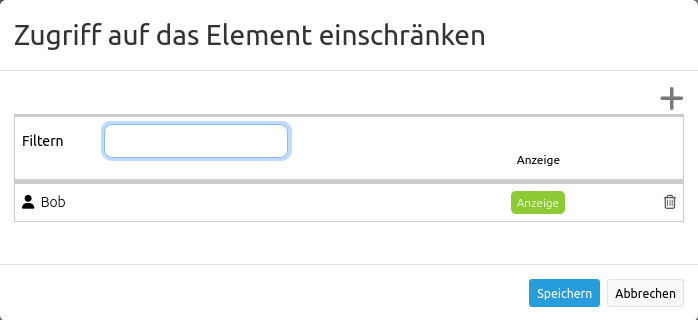 Zugriff auf das Element einschränken
Filtern
Anzeige
Bob Anzeige
Speichern Abbrechen